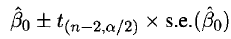 β̂₀ ± t₍ₙ₋₂,α/₂₎ × s.e.(β̂₀)